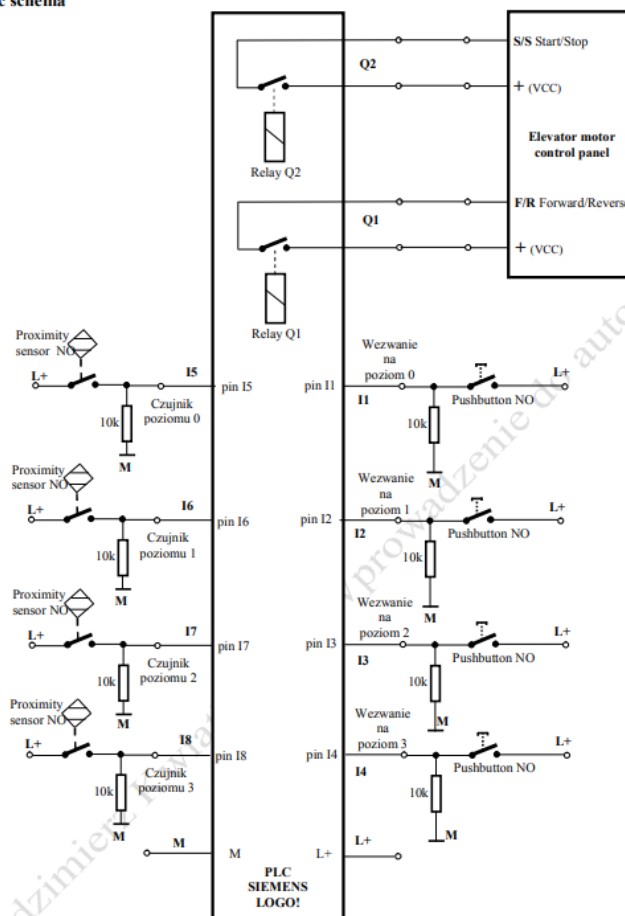 schema
S/S Start/Stop
Q2
+ (VCC)
Elevator motor
control panel
Relay Q2
F/R Forward/Reverse
Q1
+ (VCC)
Relay Q1
Proximity
sensor NO
L+
I5
pin I5
Czujnik
poziomu 0
10k
M
Wezwanie
na
poziom 0
pin I1
I1
L+
Pushbutton NO
10k
M
Proximity
sensor NO
L+
I6
pin I6
Czujnik
poziomu 1
10k
M
Wezwanie
na
poziom 1
pin I2
I2
L+
Pushbutton NO
10k
M
Proximity
sensor NO
L+
I7
pin I7
Czujnik
poziomu 2
10k
M
Wezwanie
na
poziom 2
pin I3
I3
L+
Pushbutton NO
10k
M
Proximity
sensor NO
L+
I8
pin I8
Czujnik
poziomu 3
10k
M
Wezwanie
na
poziom 3
pin I4
I4
L+
Pushbutton NO
10k
M
M
M
L+
L+
PLC
SIEMENS
LOGO!
prowadzenie do auto